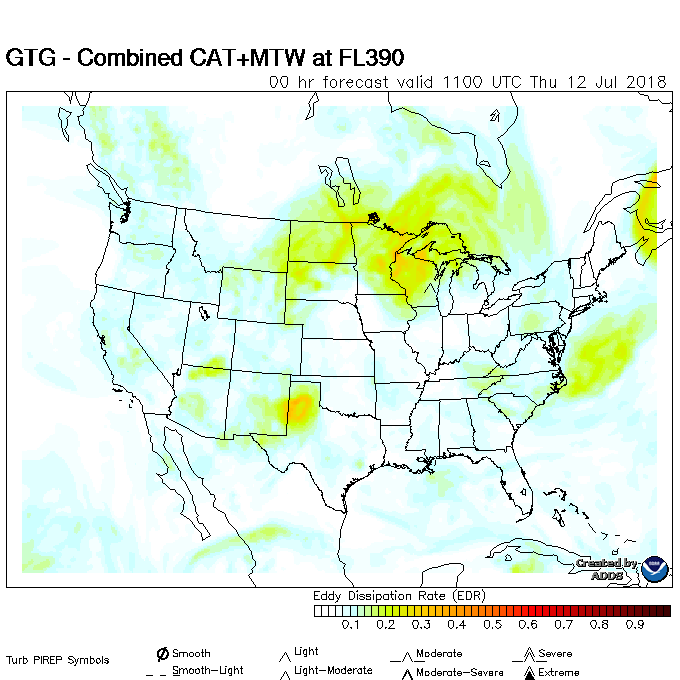 GTG - Combined CAT+MTW at FL390
00 hr forecast valid 1100 UTC Thu 12 Jul 2018
Created by
ADDS
Eddy Dissipation Rate (EDR)
0.1 0.2 0.3 0.4 0.5 0.6 0.7 0.8 0.9
Turb PIREP Symbols
Smooth Light Moderate Severe
Smooth-Light Light-Moderate Moderate-Severe Extreme